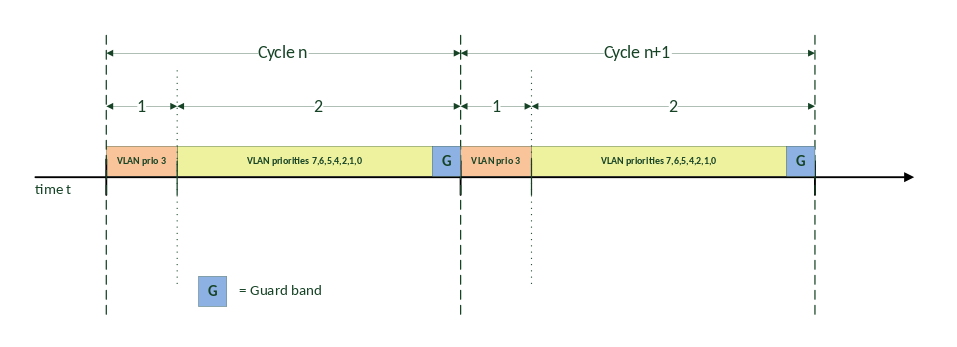 Cycle n
Cycle n+1
1
2
1
2
VLAN prio 3
VLAN priorities 7,6,5,4,2,1,0
G
VLAN prio 3
VLAN priorities 7,6,5,4,2,1,0
G
time t
G
= Guard band